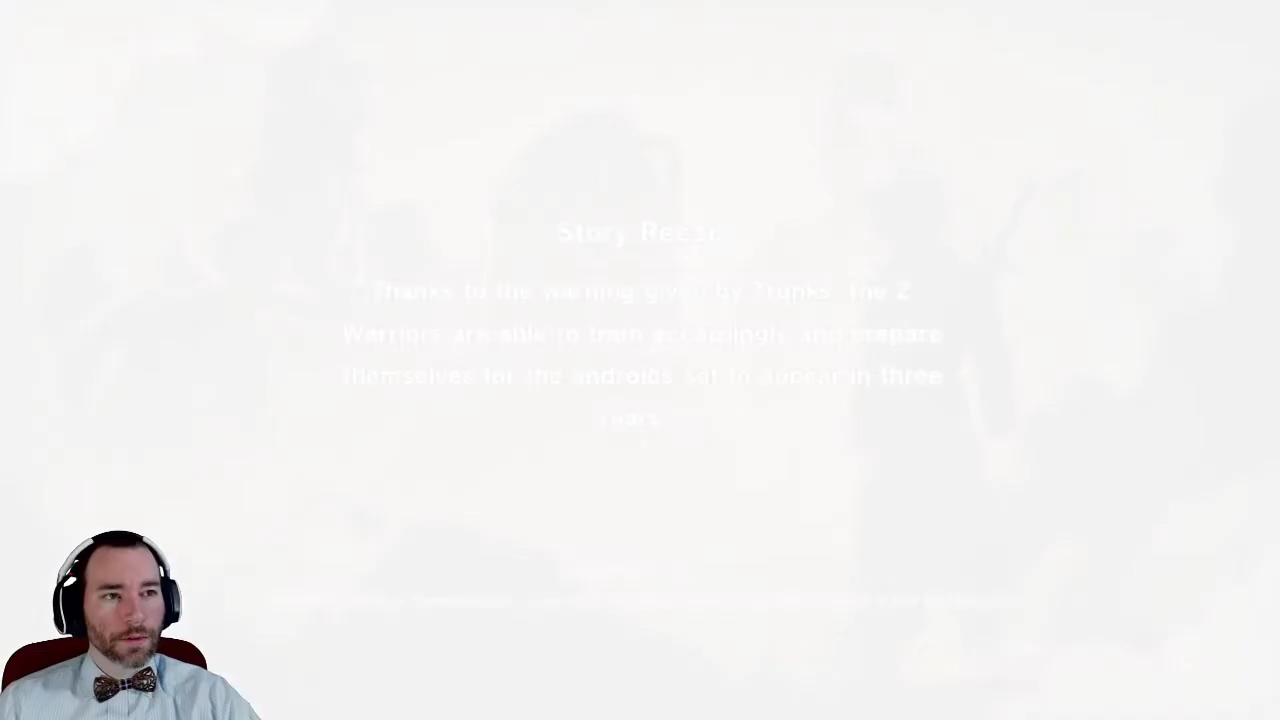 Story Recap
Thanks to the warning given by Trunks, the Z
Warriors are able to train accordingly and prepare
themselves for the androids set to appear in three
years.